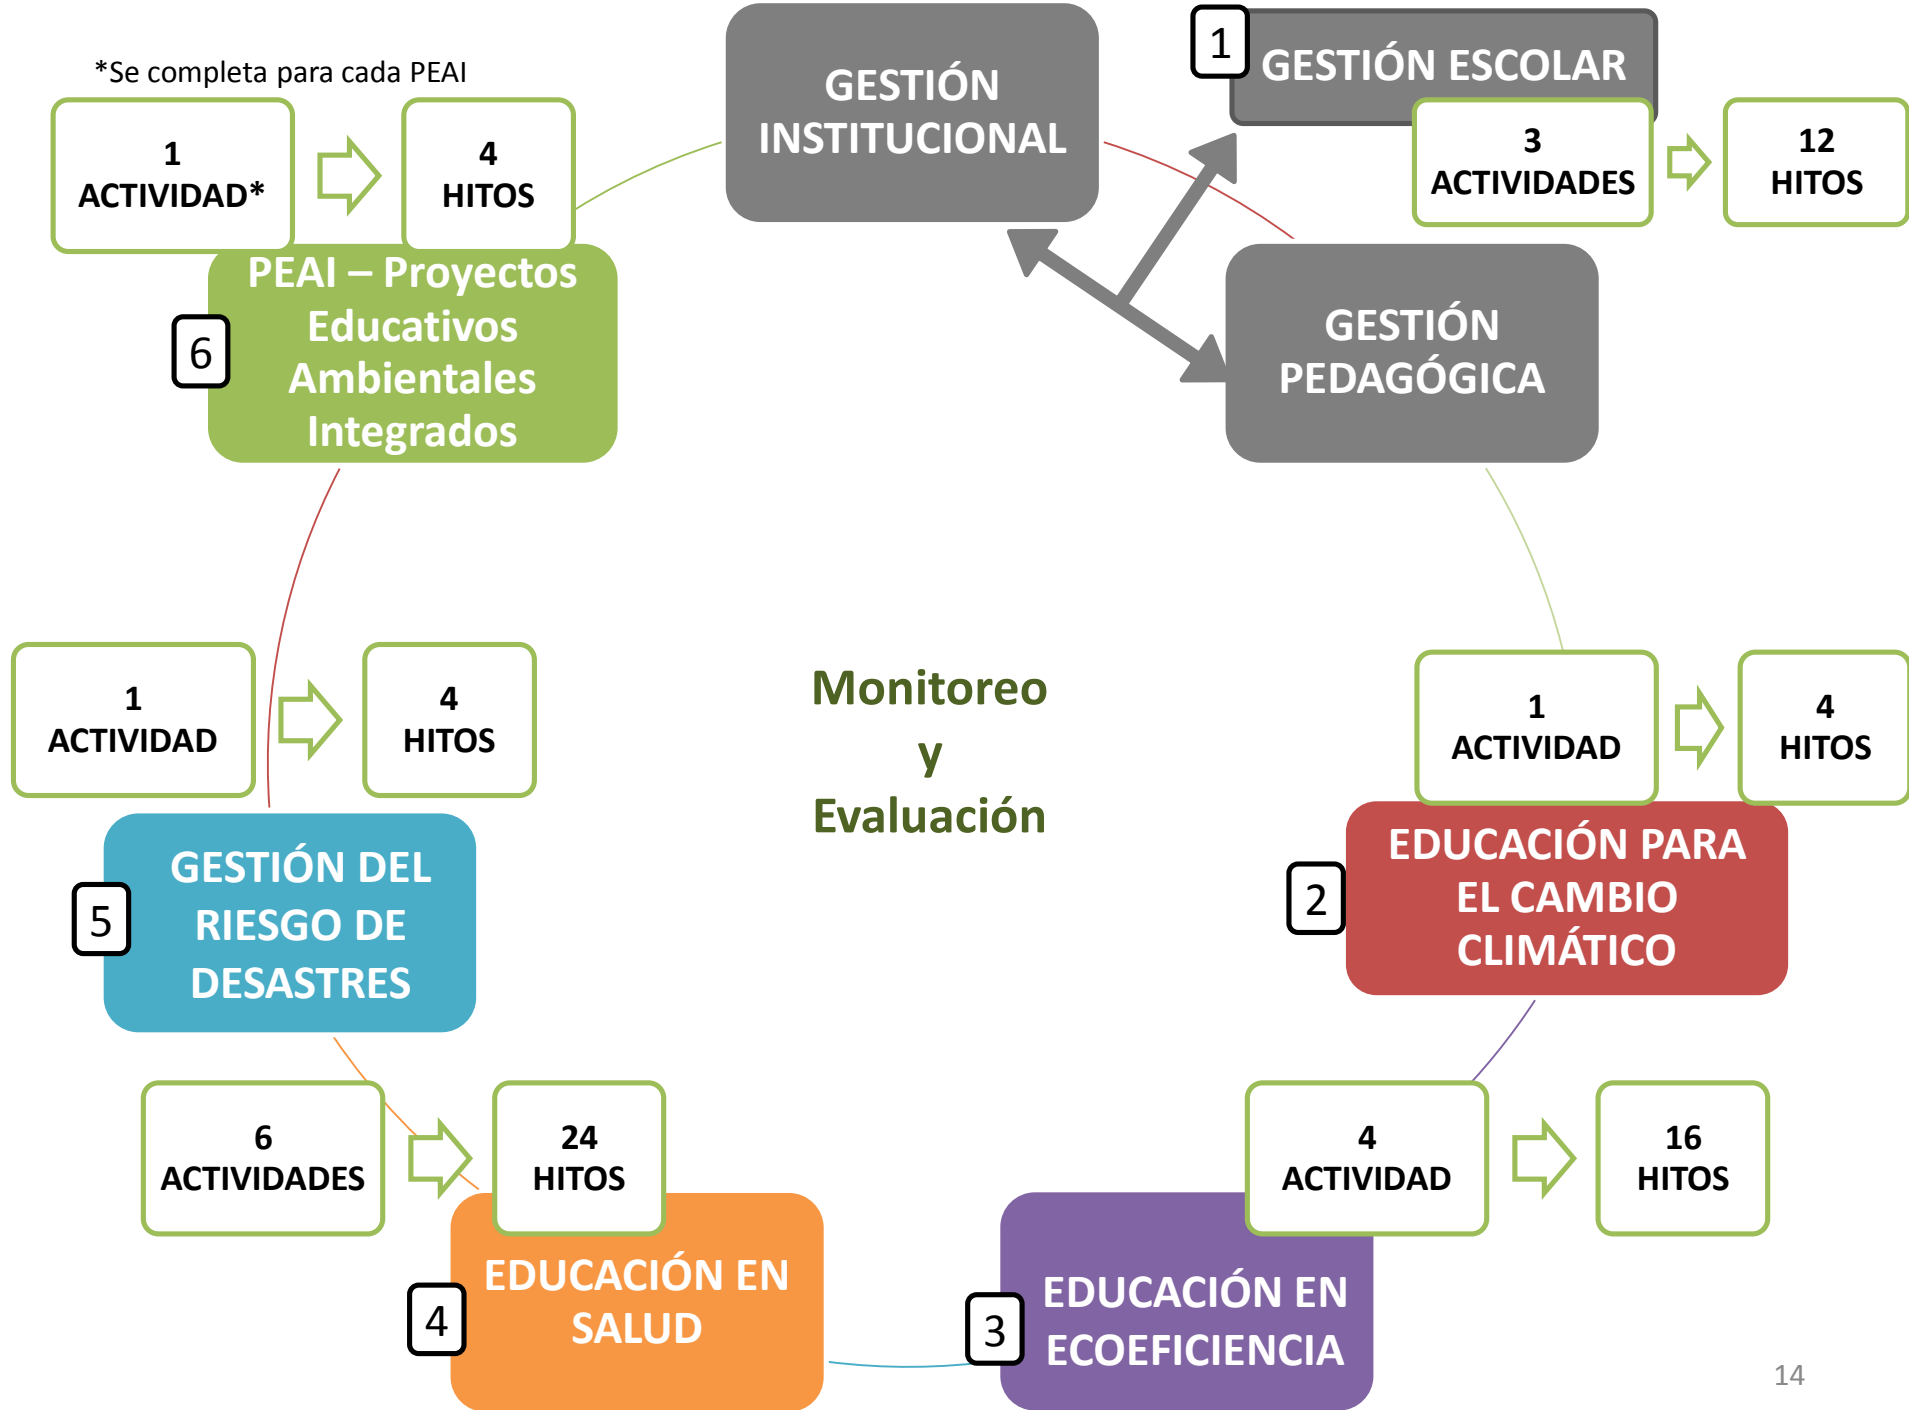 *Se completa para cada PEAI
1
ACTIVIDAD*
4
HITOS
PEAI – Proyectos
Educativos
Ambientales
Integrados
6
GESTIÓN
INSTITUCIONAL
1
GESTIÓN ESCOLAR
3
ACTIVIDADES
12
HITOS
GESTIÓN
PEDAGÓGICA
1
ACTIVIDAD
4
HITOS
Monitoreo
y
Evaluación
1
ACTIVIDAD
4
HITOS
5
GESTIÓN DEL
RIESGO DE
DESASTRES
2
EDUCACIÓN PARA
EL CAMBIO
CLIMÁTICO
6
ACTIVIDADES
24
HITOS
4
EDUCACIÓN EN
SALUD
4
ACTIVIDAD
16
HITOS
3
EDUCACIÓN EN
ECOEFICIENCIA
14